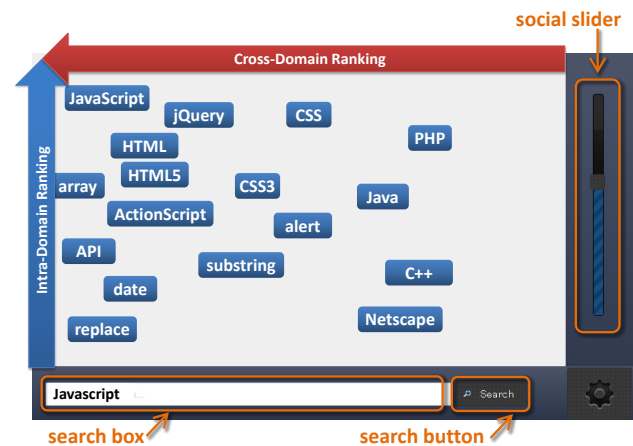 social slider
Cross-Domain Ranking
Intra-Domain Ranking
JavaScript
jQuery
CSS
PHP
HTML
HTML5
array
CSS3
Java
ActionScript
alert
API
substring
C++
date
Netscape
replace
Javascript ...
Search
search box
search button